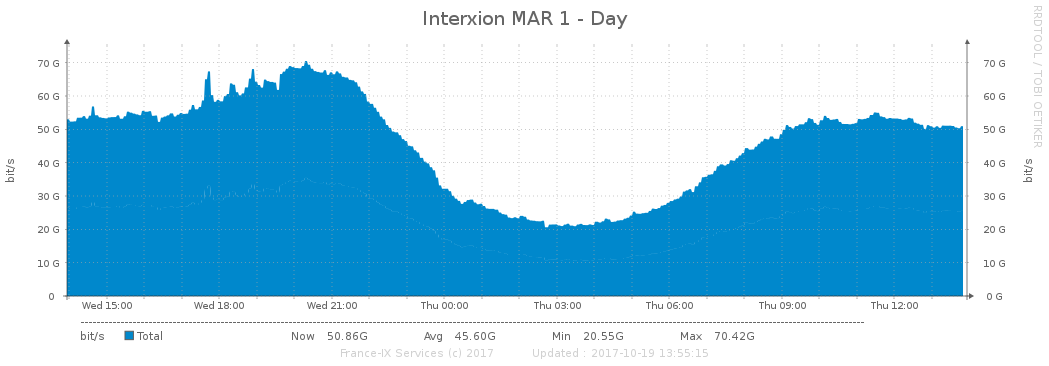 Interxion MAR 1 - Day
RRDTOOL / TOBI OETIKER
bit/s
70 G
60 G
50 G
40 G
30 G
20 G
10 G
0
70 G
60 G
50 G
40 G
30 G
20 G
10 G
0 G
bit/s
Wed 15:00 Wed 18:00 Wed 21:00 Thu 00:00 Thu 03:00 Thu 06:00 Thu 09:00 Thu 12:00
bit/s Total Now 50.86G Avg 45.60G Min 20.55G Max 70.42G
France-IX Services (c) 2017 Updated : 2017-10-19 13:55:15